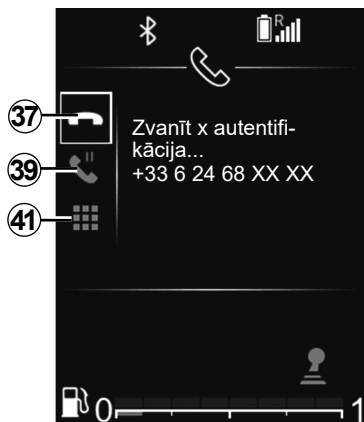 R
37
39
41
Zvanīt x autentifi-
kācija...
+33 6 24 68 XX XX
0 1